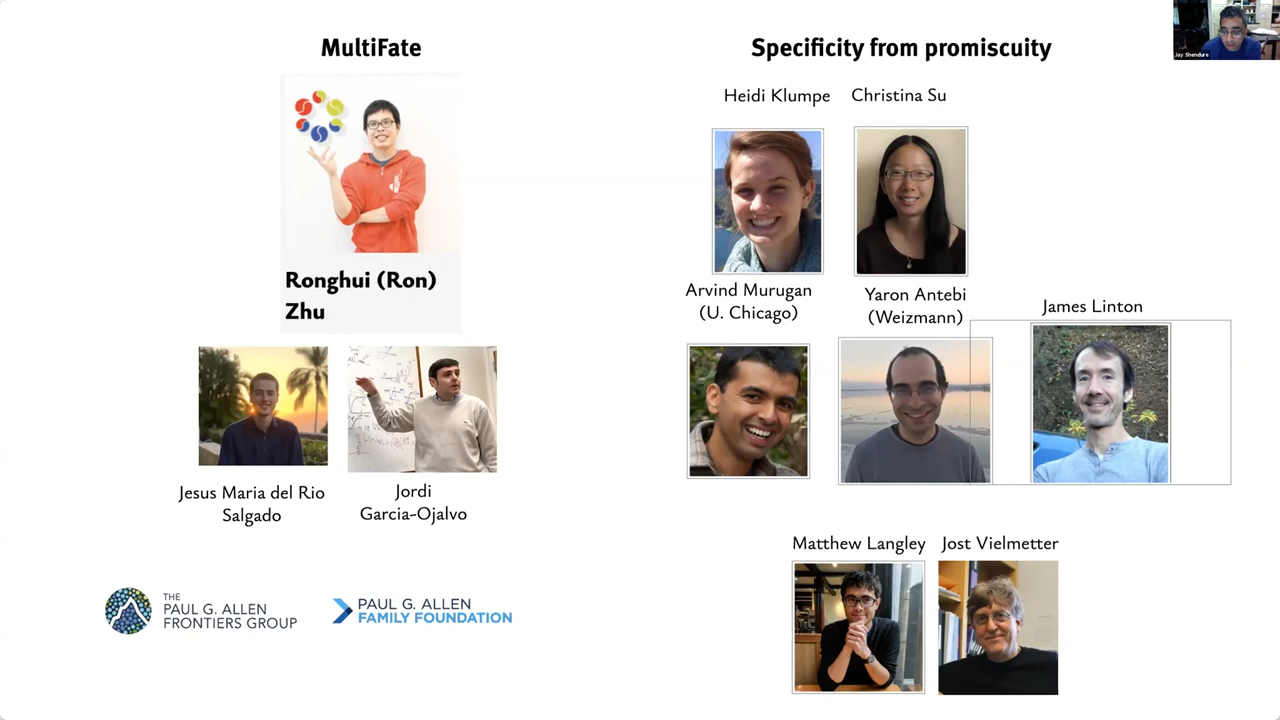 MultiFate
Specificity from promiscuity
Jay Shendure
Heidi Klumpe
Christina Su
Ronghui (Ron)
Zhu
Arvind Murugan
(U. Chicago)
Yaron Antebi
(Weizmann)
James Linton
Jesus Maria del Rio
Salgado
Jordi
Garcia-Ojalvo
Matthew Langley
Jost Vielmetter
THE
PAUL G. ALLEN
FRONTIERS GROUP
PAUL G. ALLEN
FAMILY FOUNDATION